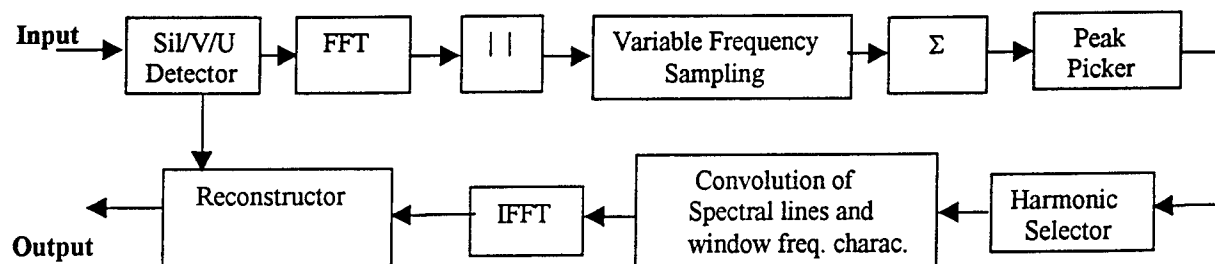 Input
Sil/V/U
Detector
FFT
| |
Variable Frequency
Sampling
Σ
Peak
Picker
Reconstructor
IFFT
Convolution of
Spectral lines and
window freq. charac.
Harmonic
Selector
Output